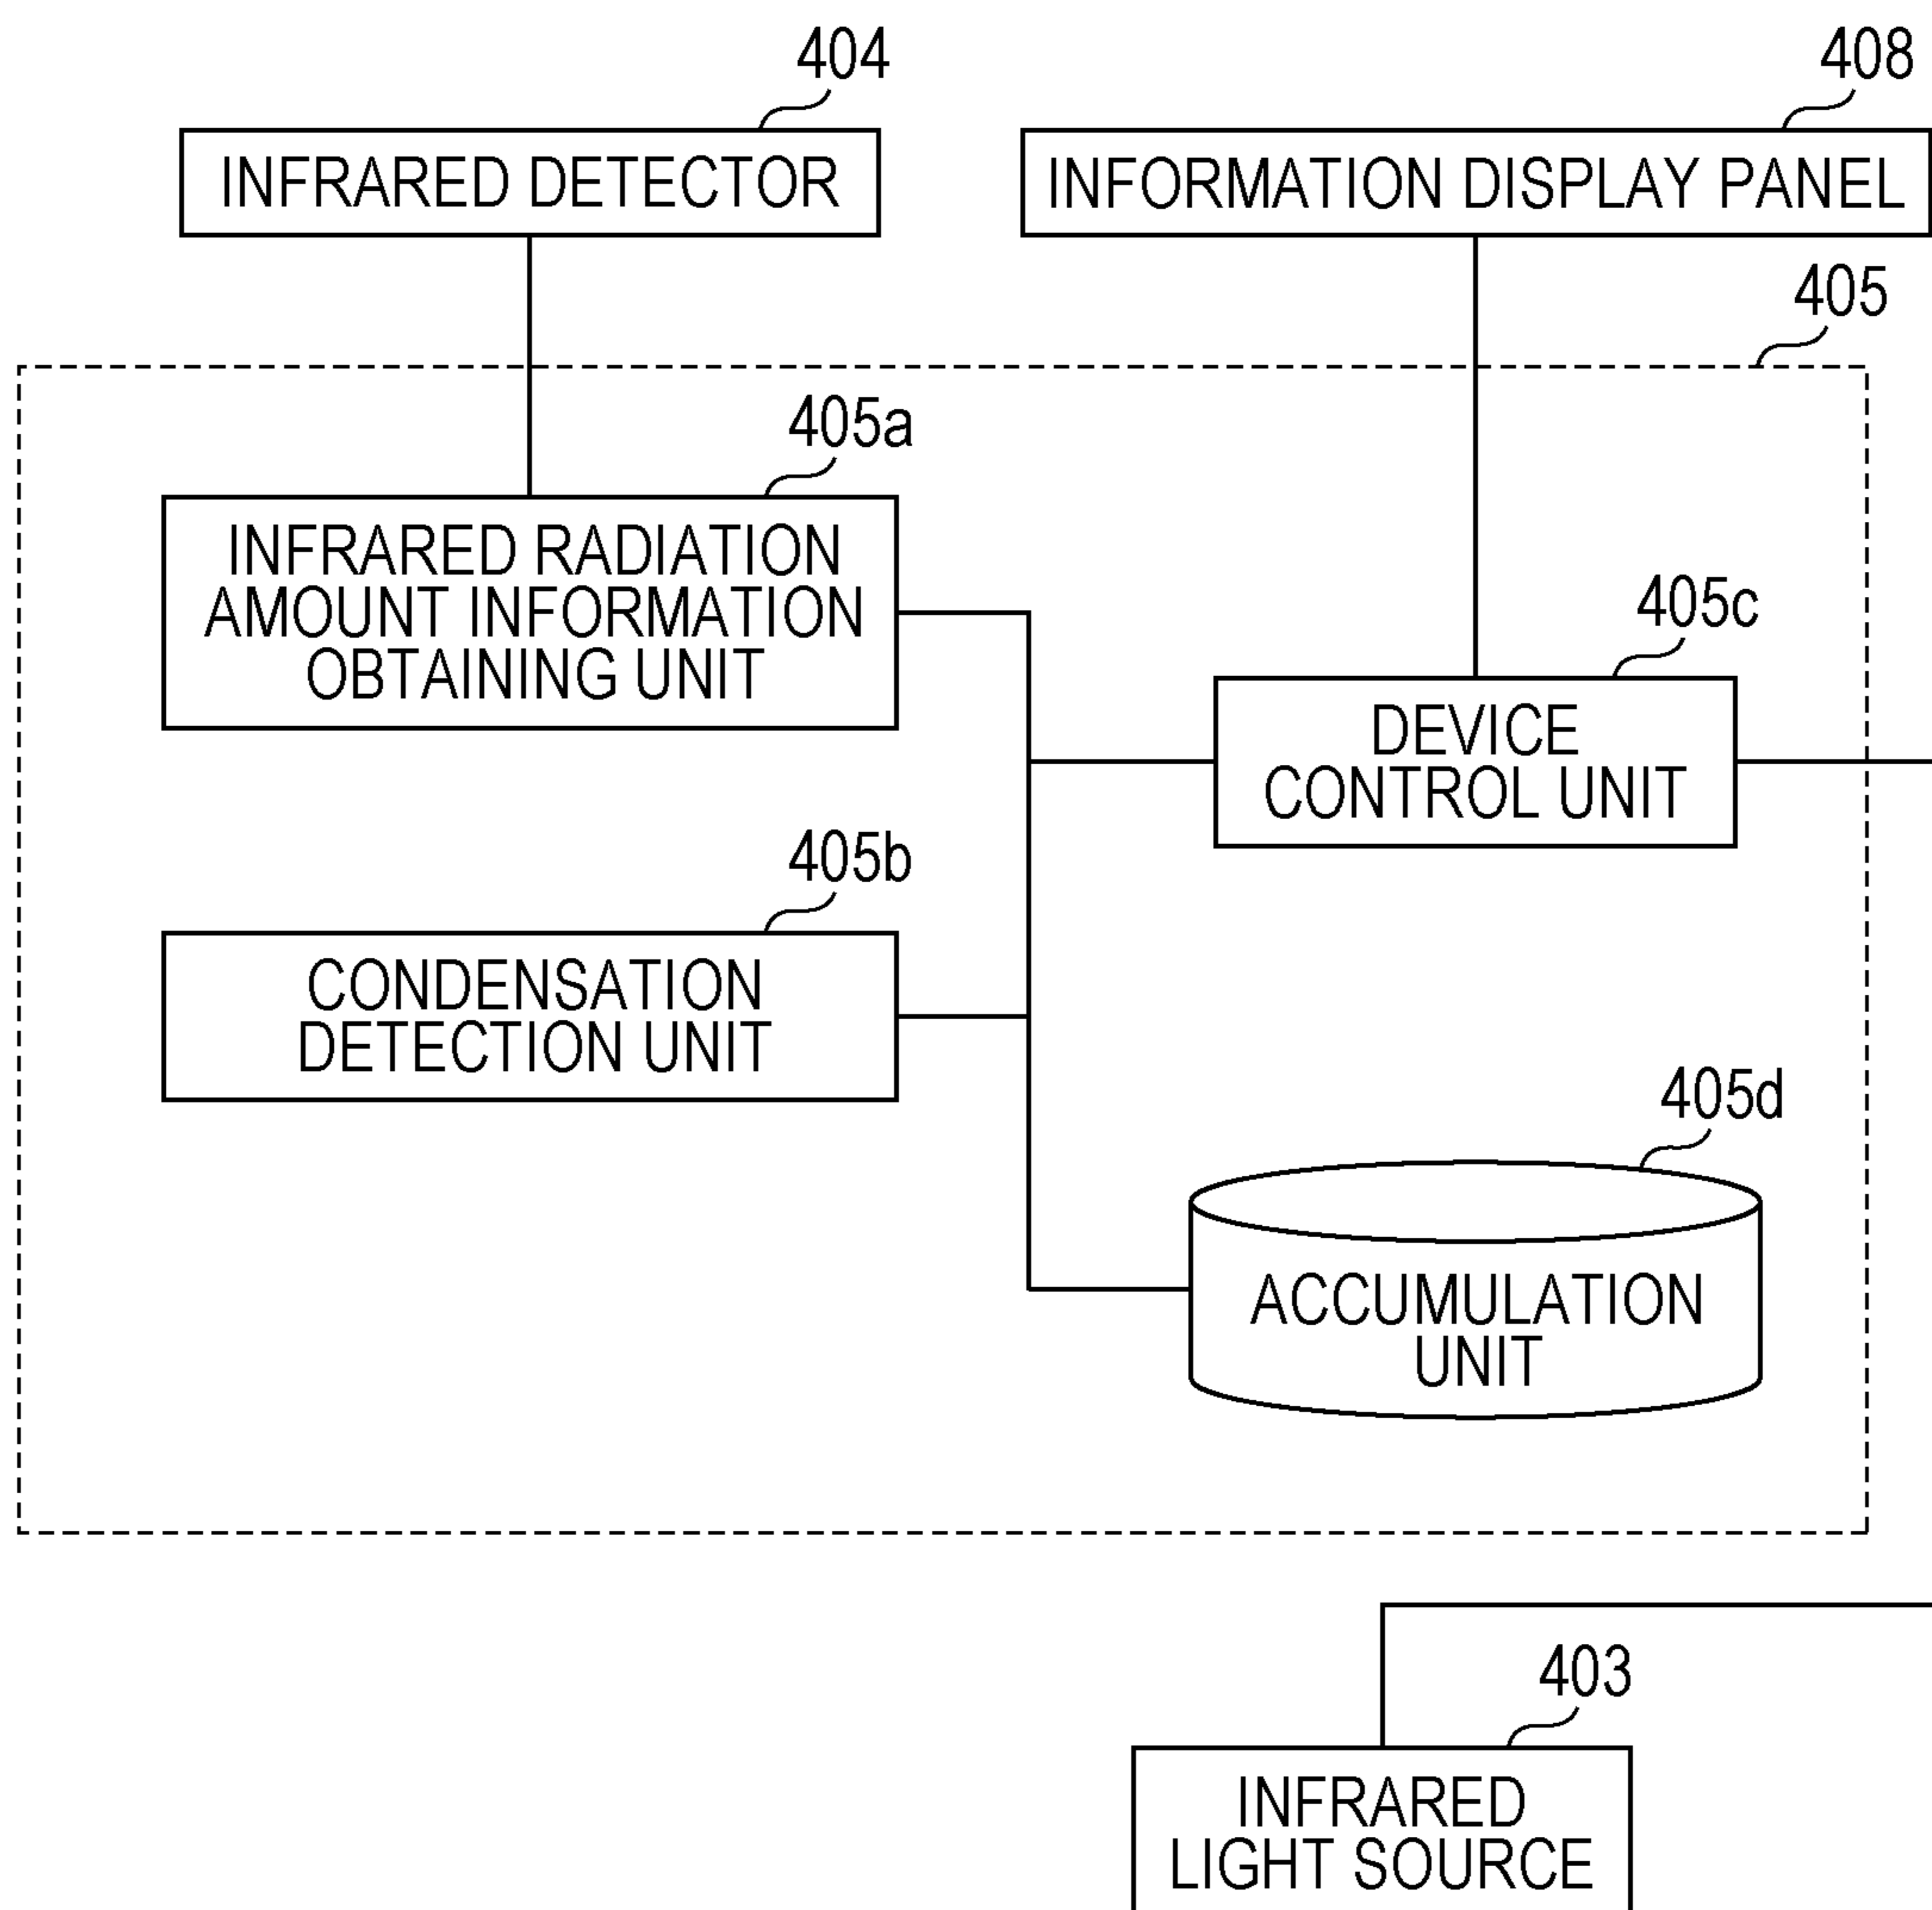 404
INFRARED DETECTOR
408
INFORMATION DISPLAY PANEL
405
405a
INFRARED RADIATION
AMOUNT INFORMATION
OBTAINING UNIT
405c
DEVICE
CONTROL UNIT
405b
CONDENSATION
DETECTION UNIT
405d
ACCUMULATION
UNIT
403
INFRARED
LIGHT SOURCE